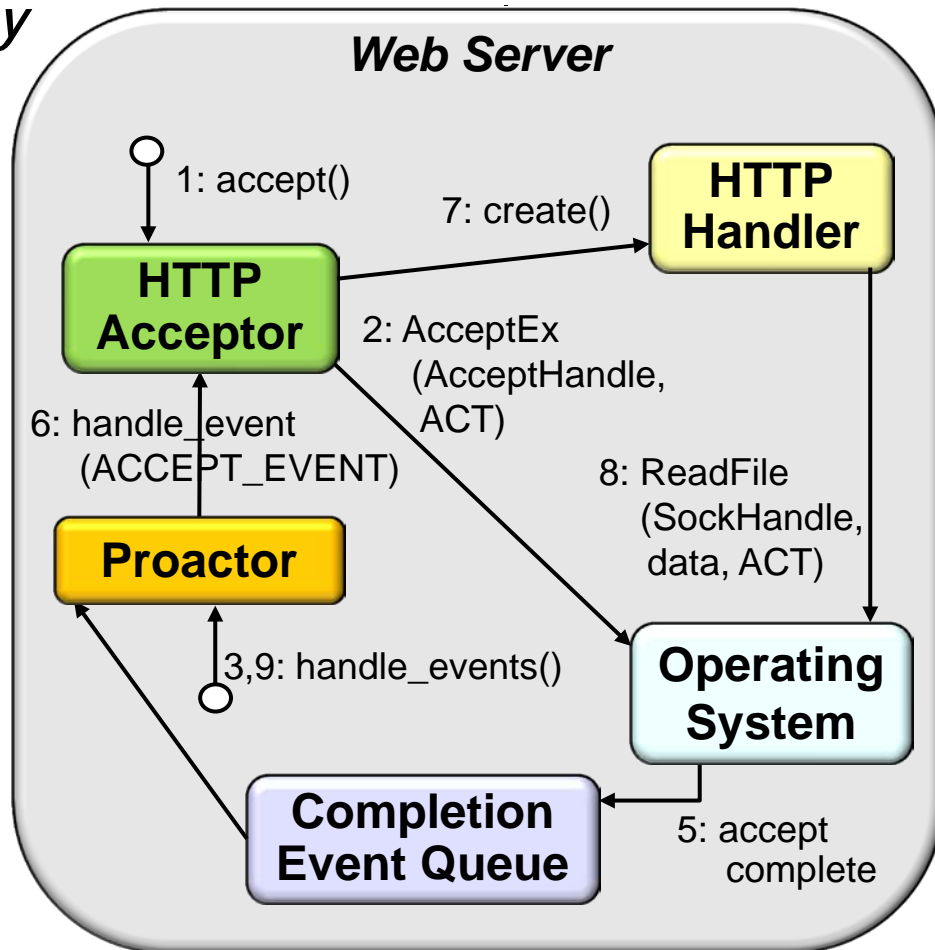 y
Web Server
1: accept()
HTTP
Handler
7: create()
HTTP
Acceptor
2: AcceptEx
(AcceptHandle,
ACT)
6: handle_event
(ACCEPT_EVENT)
8: ReadFile
(SockHandle,
data, ACT)
Proactor
3,9: handle_events()
Operating
System
Completion
Event Queue
5: accept
complete